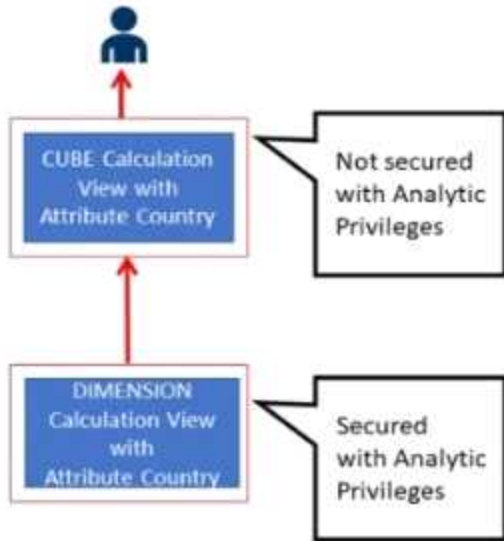 CUBE Calculation
View with
Attribute Country
Not secured
with Analytic
Privileges
DIMENSION
Calculation View
with
Attribute Country
Secured
with Analytic
Privileges